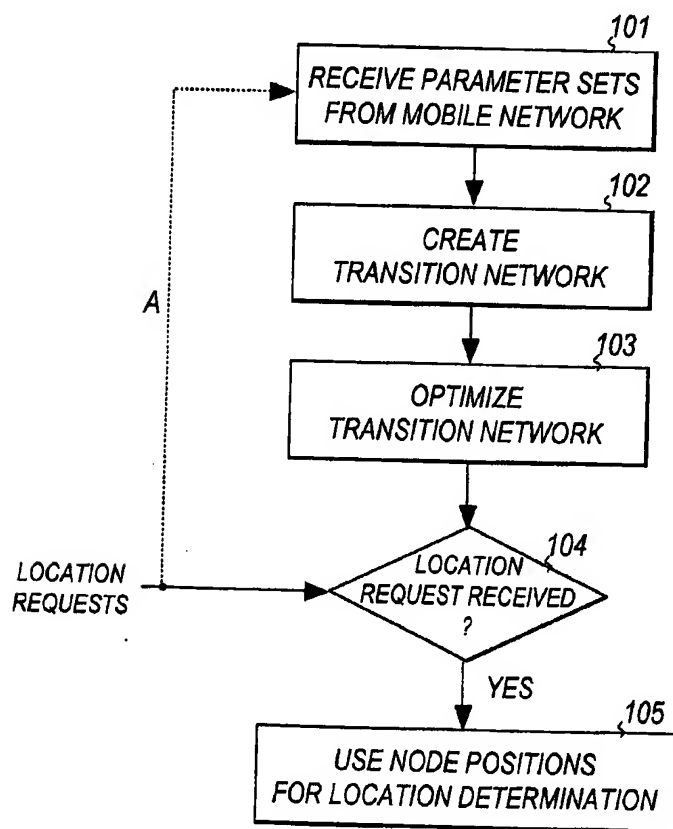 101
RECEIVE PARAMETER SETS
FROM MOBILE NETWORK
102
CREATE
TRANSITION NETWORK
103
OPTIMIZE
TRANSITION NETWORK
A
104
LOCATION
REQUEST RECEIVED
?
LOCATION
REQUESTS
YES
105
USE NODE POSITIONS
FOR LOCATION DETERMINATION